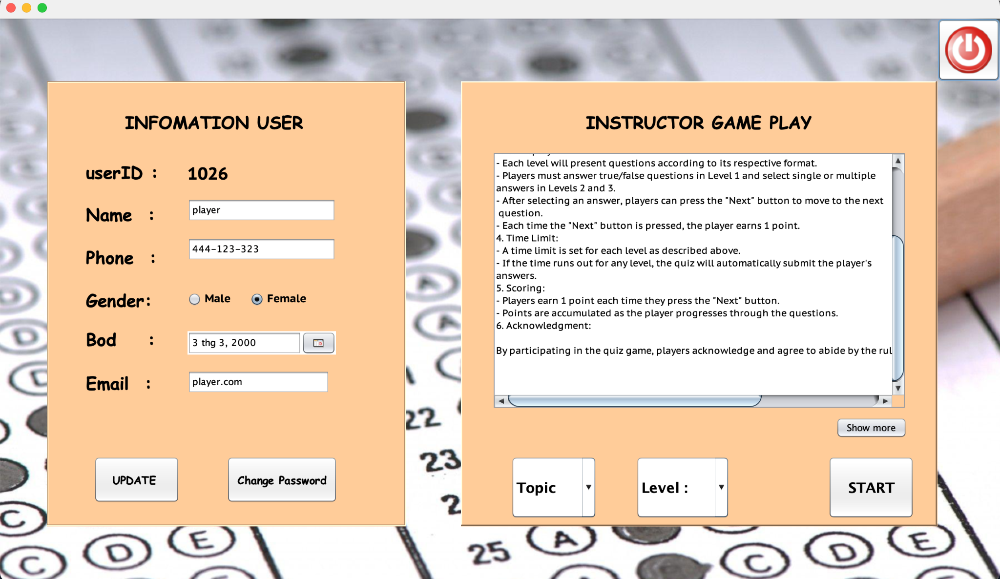 INFOMATION USER
userID :
1026
Name :
player
Phone :
444-123-323
Gender:
Male
Female
Bod :
3 thg 3, 2000
Email :
player.com
UPDATE
Change Password
INSTRUCTOR GAME PLAY
- Each level will present questions according to its respective format.
- Players must answer true/false questions in Level 1 and select single or multiple
answers in Levels 2 and 3.
- After selecting an answer, players can press the "Next" button to move to the next
question.
- Each time the "Next" button is pressed, the player earns 1 point.
4. Time Limit:
- A time limit is set for each level as described above.
- If the time runs out for any level, the quiz will automatically submit the player's
answers.
5. Scoring:
- Players earn 1 point each time they press the "Next" button.
- Points are accumulated as the player progresses through the questions.
6. Acknowledgment:
By participating in the quiz game, players acknowledge and agree to abide by the rul
Show more
Topic
Level :
START
A
A
D
D
22
23
2
C
C
D
E
25
A
C
D
E